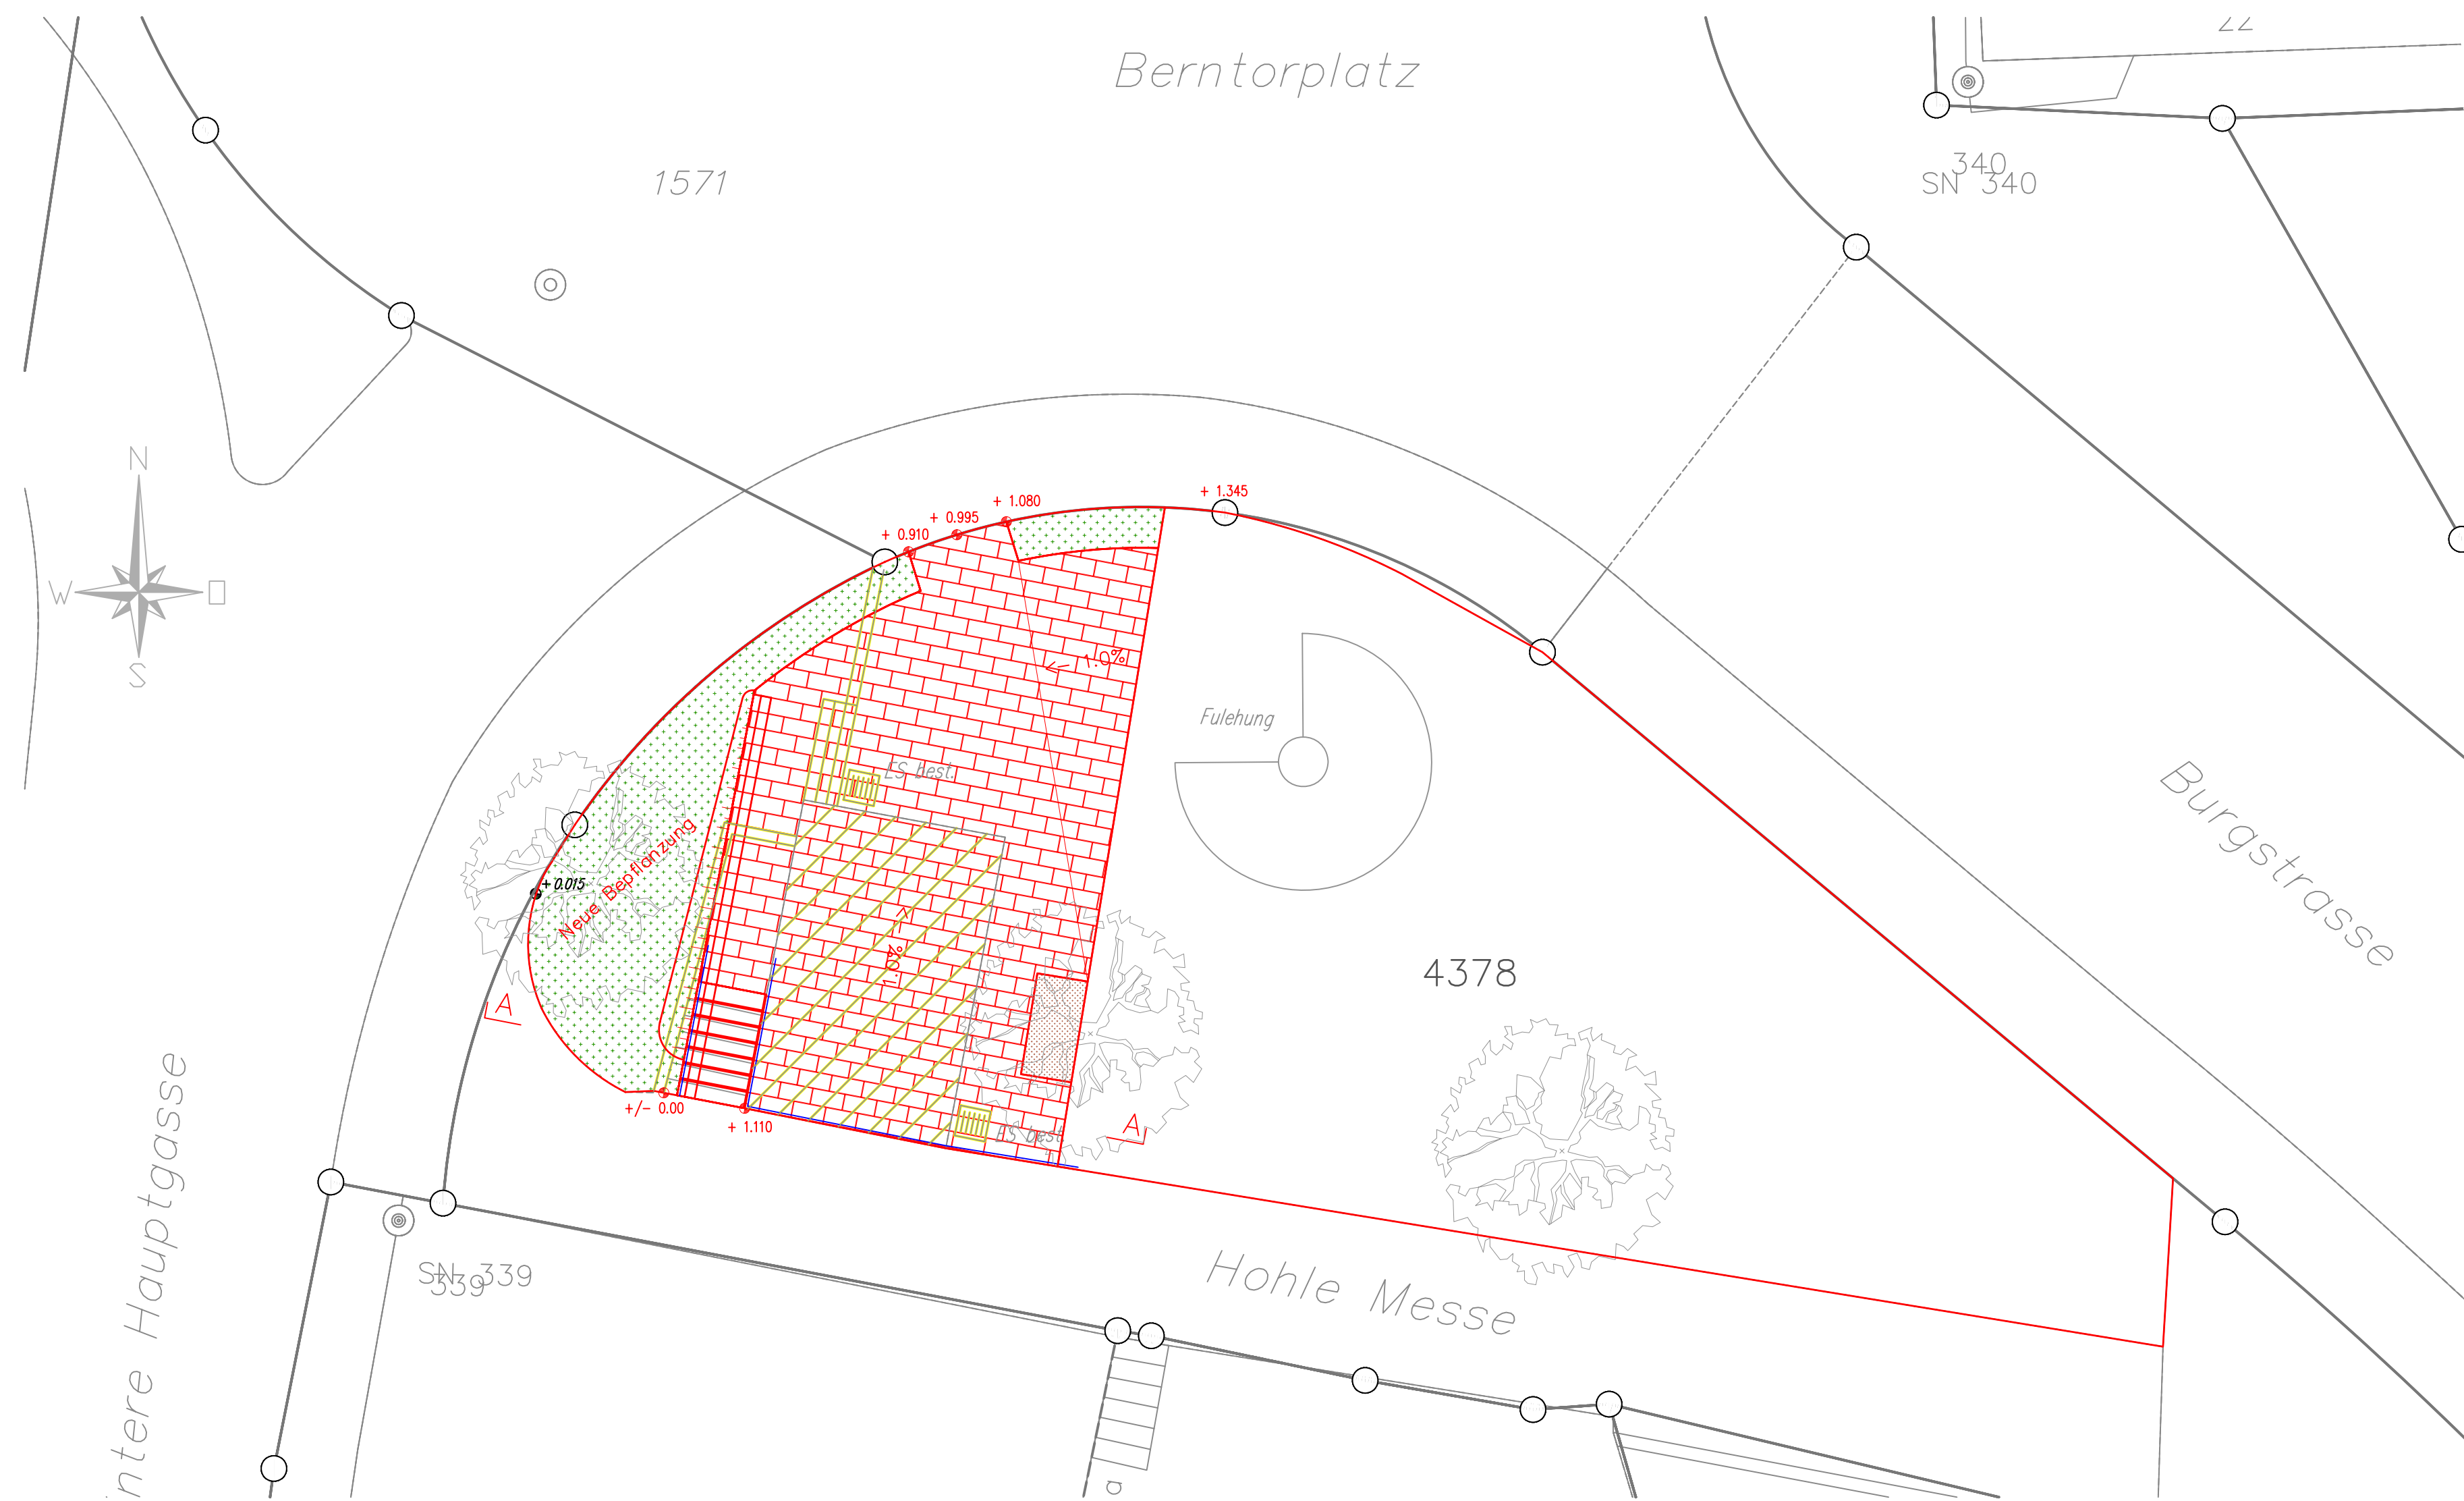 Berntorplatz
22
1571
340
SN 340
N
W
O
S
+ 1.345
+ 1.080
+ 0.995
+ 0.910
<- 1.0%
Fulehung
ES best.
Neue Bepflanzung
+ 0.015
1.0% ->
Burgstrasse
4378
A
A
+/- 0.00
+ 1.110
ES best
Hohle Messe
SN 339
339
ntere Hauptgasse
a